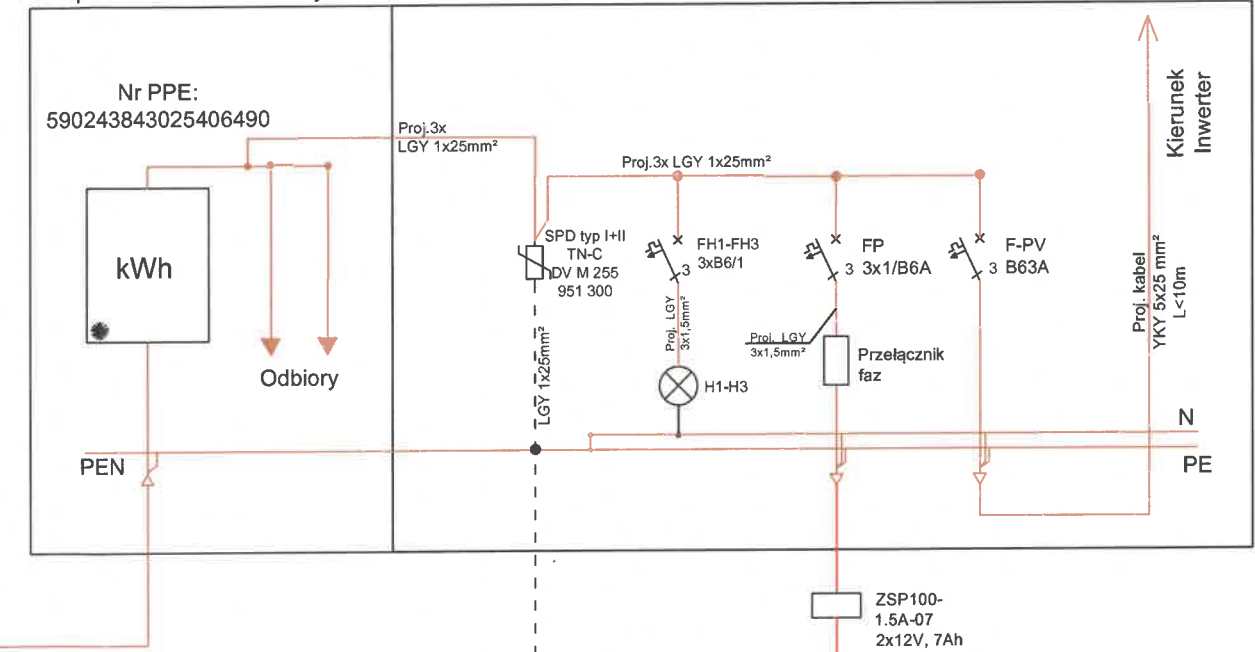 Nr PPE:
590243843025406490
kWh
Odbiory
PEN
Proj.3x
LGY 1x25mm²
SPD typ I+II
TN-C
DV M 255
951 300
LGY 1x25mm²
Proj.3x LGY 1x25mm²
FH1-FH3
3xB6/1
3
Proj. LGY
3x1,5mm²
H1-H3
FP
3x1/B6A
3
Proj. LGY
3x1,5mm²
Przełącznik
faz
F-PV
B63A
3
Proj. kabel
YKY 5x25 mm²
L<10m
Kierunek
Inwerter
N
PE
ZSP100-
1.5A-07
2x12V, 7Ah